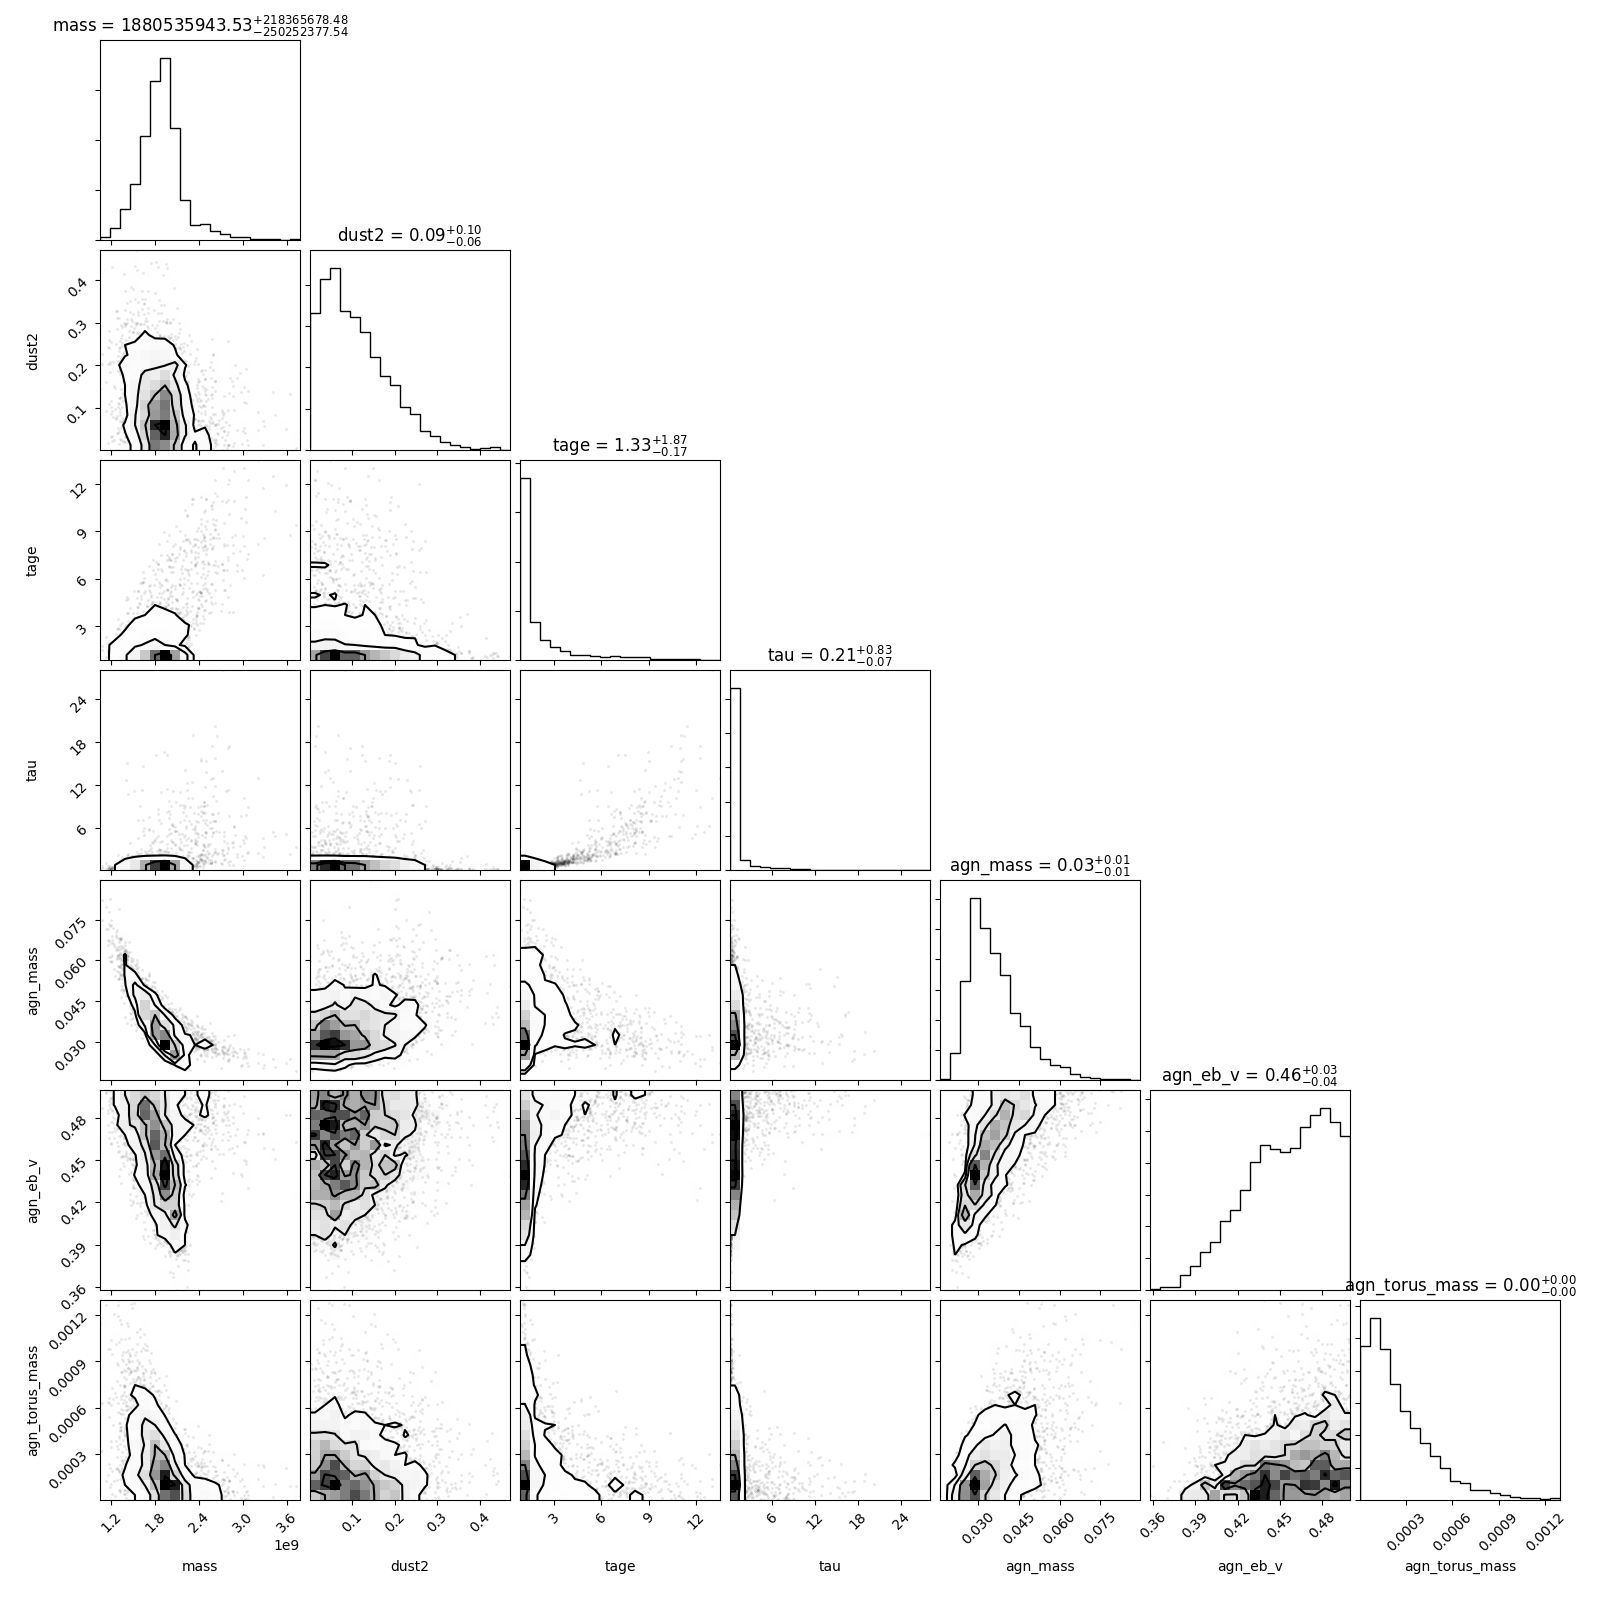 mass = 1880535943.53+218365678.48 −250252377.54
dust2 = 0.09+0.10 −0.06
0.4
0.3
0.2
0.1
dust2
tage = 1.33+1.87 −0.17
12
9
6
3
tage
tau = 0.21+0.83 −0.07
24
18
12
6
tau
agn_mass = 0.03+0.01 −0.01
0.075
0.060
0.045
0.030
agn_mass
agn_eb_v = 0.46+0.03 −0.04
0.48
0.45
0.42
0.39
0.36
agn_eb_v
agn_torus_mass = 0.00+0.00 −0.00
0.0012
0.0009
0.0006
0.0003
agn_torus_mass
1.2 1.8 2.4 3.0 3.6
1e9
mass
0.1 0.2 0.3 0.4
dust2
3 6 9 12
tage
6 12 18 24
tau
0.030 0.045 0.060 0.075
agn_mass
0.36 0.39 0.42 0.45 0.48
agn_eb_v
0.0003 0.0006 0.0009 0.0012
agn_torus_mass